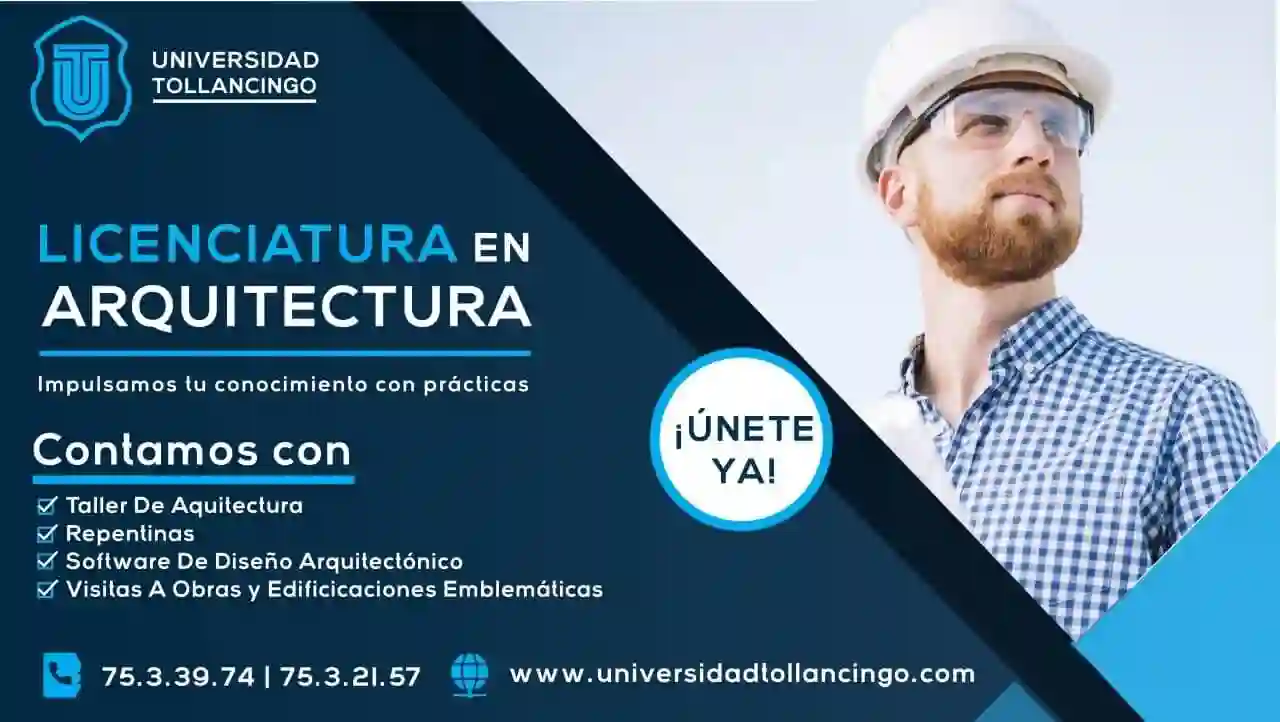 UNIVERSIDAD
TOLLANCINGO
LICENCIATURA EN
ARQUITECTURA
Impulsamos tu conocimiento con prácticas
Contamos con
Taller De Aquitectura
Repentinas
Software De Diseño Arquitectónico
Visitas A Obras y Edificicaciones Emblemáticas
¡ÚNETE
YA!
75.3.39.74 | 75.3.21.57
www.universidadtollancingo.com